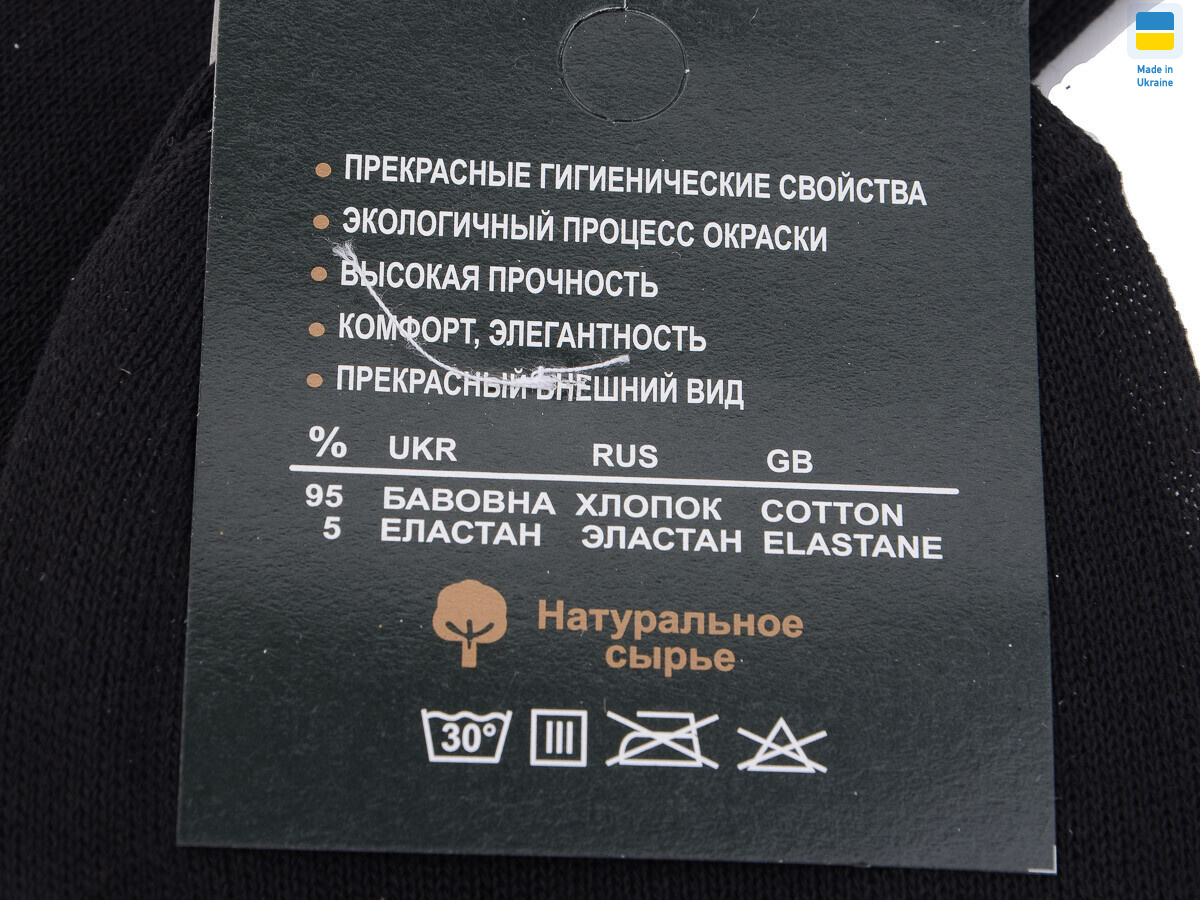 Made in
Ukraine
ПРЕКРАСНЫЕ ГИГИЕНИЧЕСКИЕ СВОЙСТВА
ЭКОЛОГИЧНЫЙ ПРОЦЕСС ОКРАСКИ
ВЫСОКАЯ ПРОЧНОСТЬ
КОМФОРТ, ЭЛЕГАНТНОСТЬ
ПРЕКРАСНЫЙ ВНЕШНИЙ ВИД
% UKR RUS GB
95 БАВОВНА ХЛОПОК COTTON
5 ЕЛАСТАН ЭЛАСТАН ELASTANE
Натуральное
сырье
30°